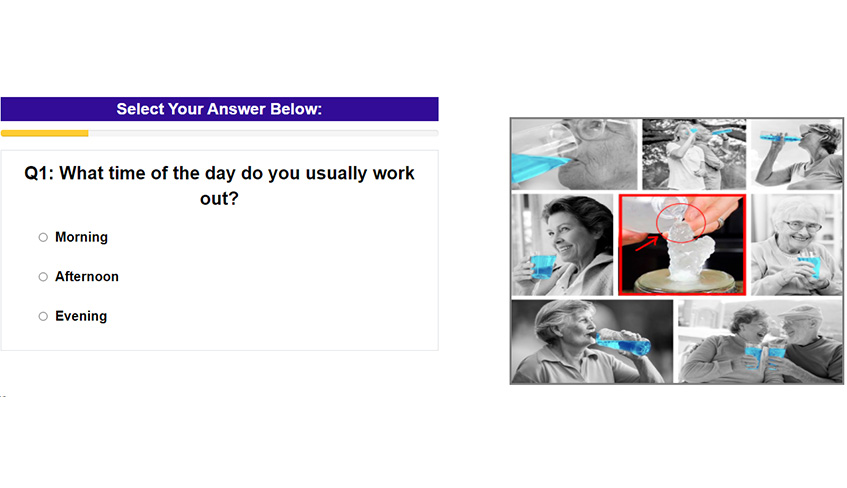 Select Your Answer Below:
Q1: What time of the day do you usually work
out?
Morning
Afternoon
Evening